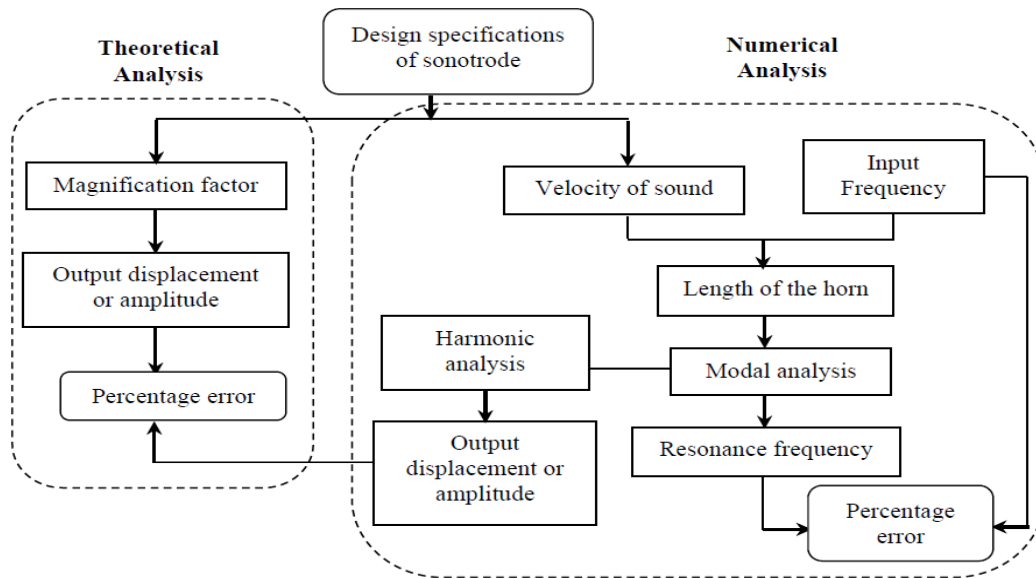 Theoretical
Analysis
Design specifications
of sonotrode
Numerical
Analysis
Magnification factor
Velocity of sound
Input
Frequency
Output displacement
or amplitude
Length of the horn
Harmonic
analysis
Modal analysis
Percentage error
Output
displacement or
amplitude
Resonance frequency
Percentage
error